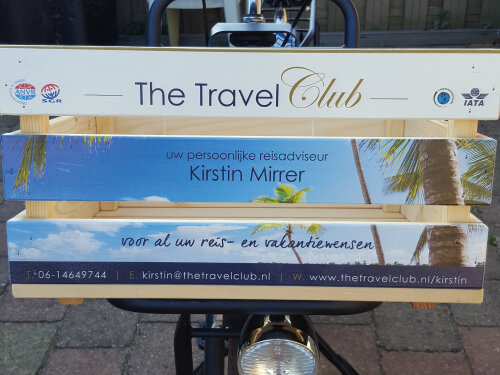 ANVR
SGR
The Travel Club
IATA
uw persoonlijke reisadviseur
Kirstin Mirrer
voor al uw reis- en vakantiewensen
T. 06-14649744 | E. kirstin@thetravelclub.nl | W. www.thetravelclub.nl/kirstin